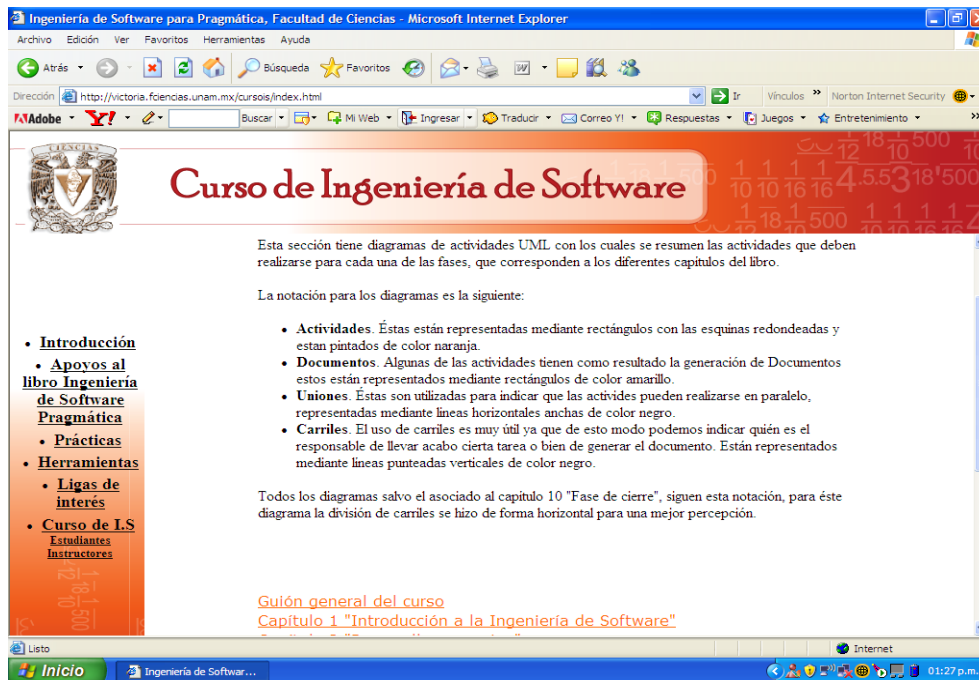 Ingeniería de Software para Pragmática, Facultad de Ciencias - Microsoft Internet Explorer
Archivo Edición Ver Favoritos Herramientas Ayuda
Atrás Búsqueda Favoritos
Dirección http://victoria.fciencias.unam.mx/cursois/index.html Ir Vínculos » Norton Internet Security
Adobe Y! Buscar Mi Web Ingresar Traducir Correo Y! Respuestas Juegos Entretenimiento »
CIENCIAS
Curso de Ingeniería de Software
Esta sección tiene diagramas de actividades UML con los cuales se resumen las actividades que deben
realizarse para cada una de las fases, que corresponden a los diferentes capitulos del libro.
La notación para los diagramas es la siguiente:
• Actividades. Éstas están representadas mediante rectángulos con las esquinas redondeadas y
estan pintados de color naranja.
• Documentos. Algunas de las actividades tienen como resultado la generación de Documentos
estos están representados mediante rectángulos de color amarillo.
• Uniones. Éstas son utilizadas para indicar que las activides pueden realizarse en paralelo,
representadas mediante lineas horizontales anchas de color negro.
• Carriles. El uso de carriles es muy útil ya que de esto modo podemos indicar quién es el
responsable de llevar acabo cierta tarea o bien de generar el documento. Están representados
mediante líneas punteadas verticales de color negro.
Todos los diagramas salvo el asociado al capitulo 10 "Fase de cierre", siguen esta notación, para éste
diagrama la división de carriles se hizo de forma horizontal para una mejor percepción.
Guión general del curso
Capítulo 1 "Introducción a la Ingeniería de Software"
• Introducción
• Apoyos al
libro Ingeniería
de Software
Pragmática
• Prácticas
• Herramientas
• Ligas de
interés
• Curso de I.S
Estudiantes
Instructores
Listo Internet
Inicio Ingeniería de Softwar... 01:27 p.m.